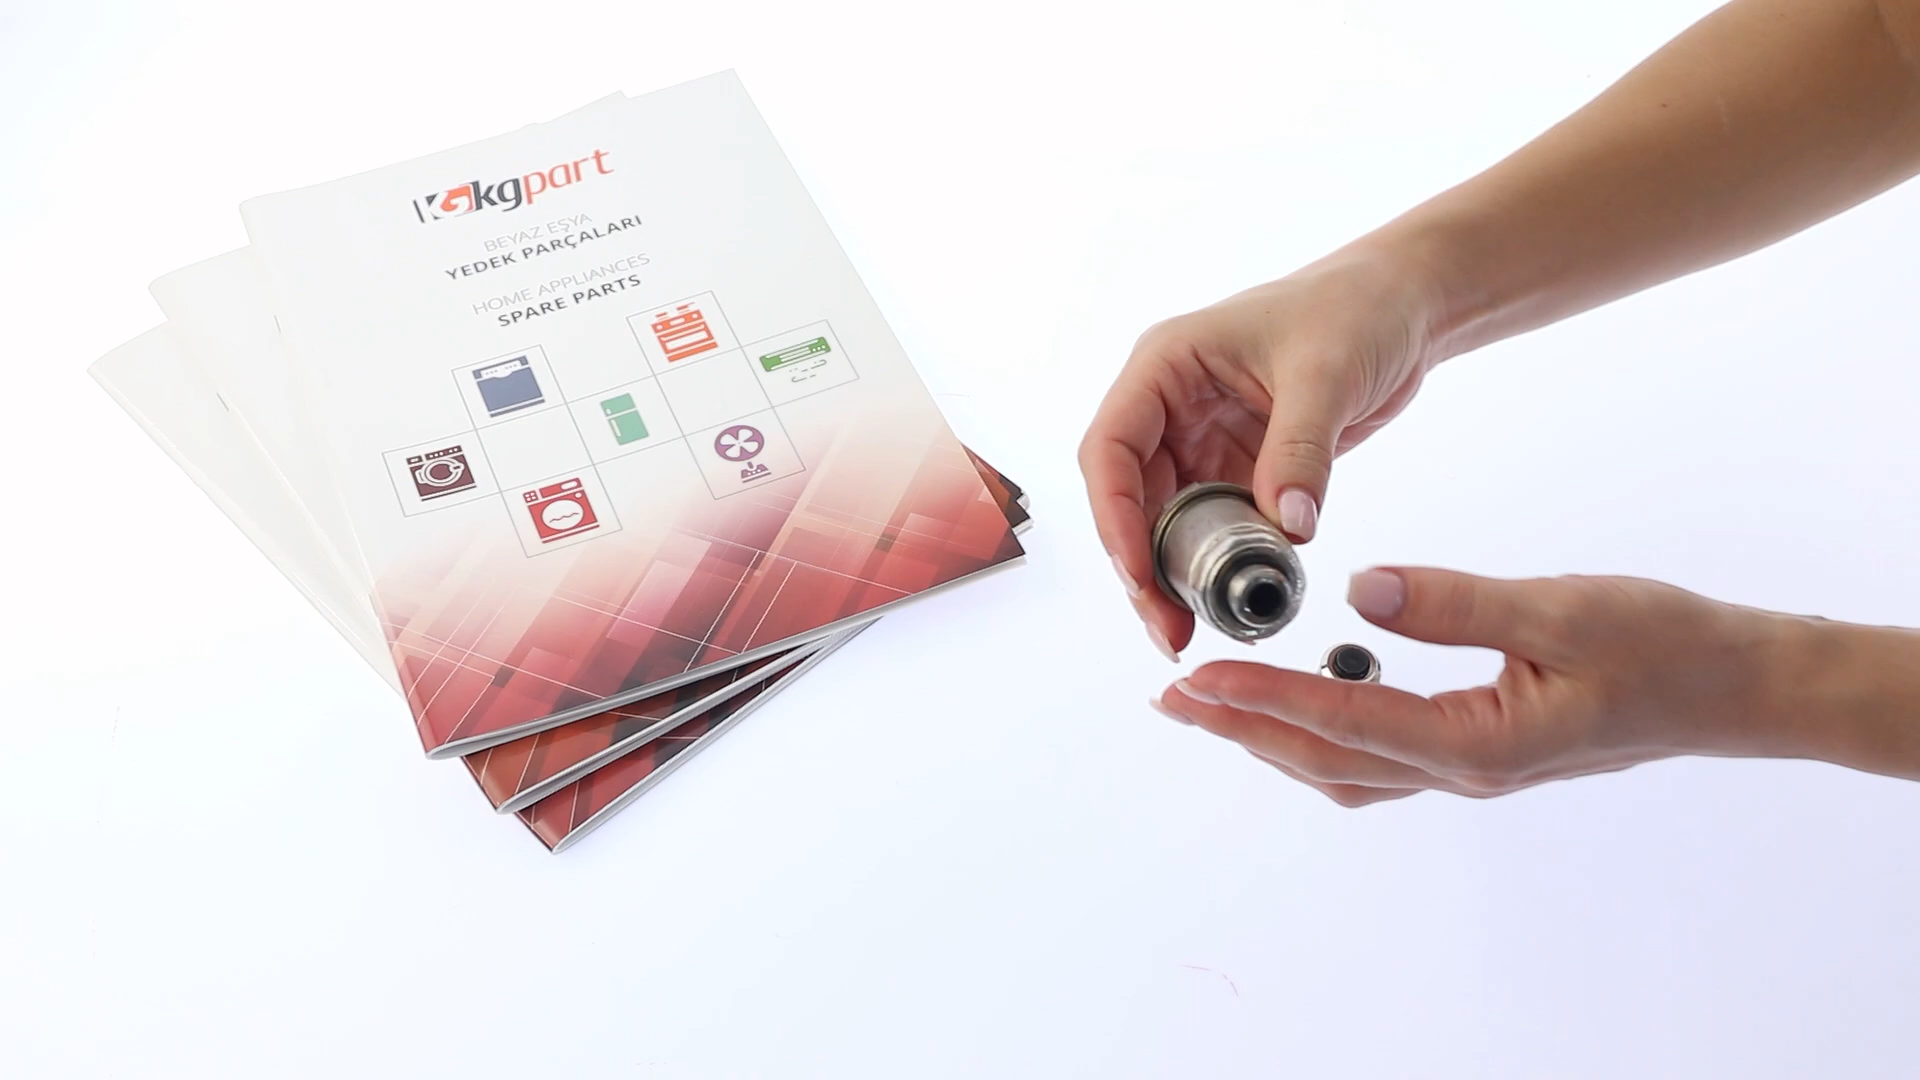 kgpart
BEYAZ EŞYA
YEDEK PARÇALARI
HOME APPLIANCES
SPARE PARTS